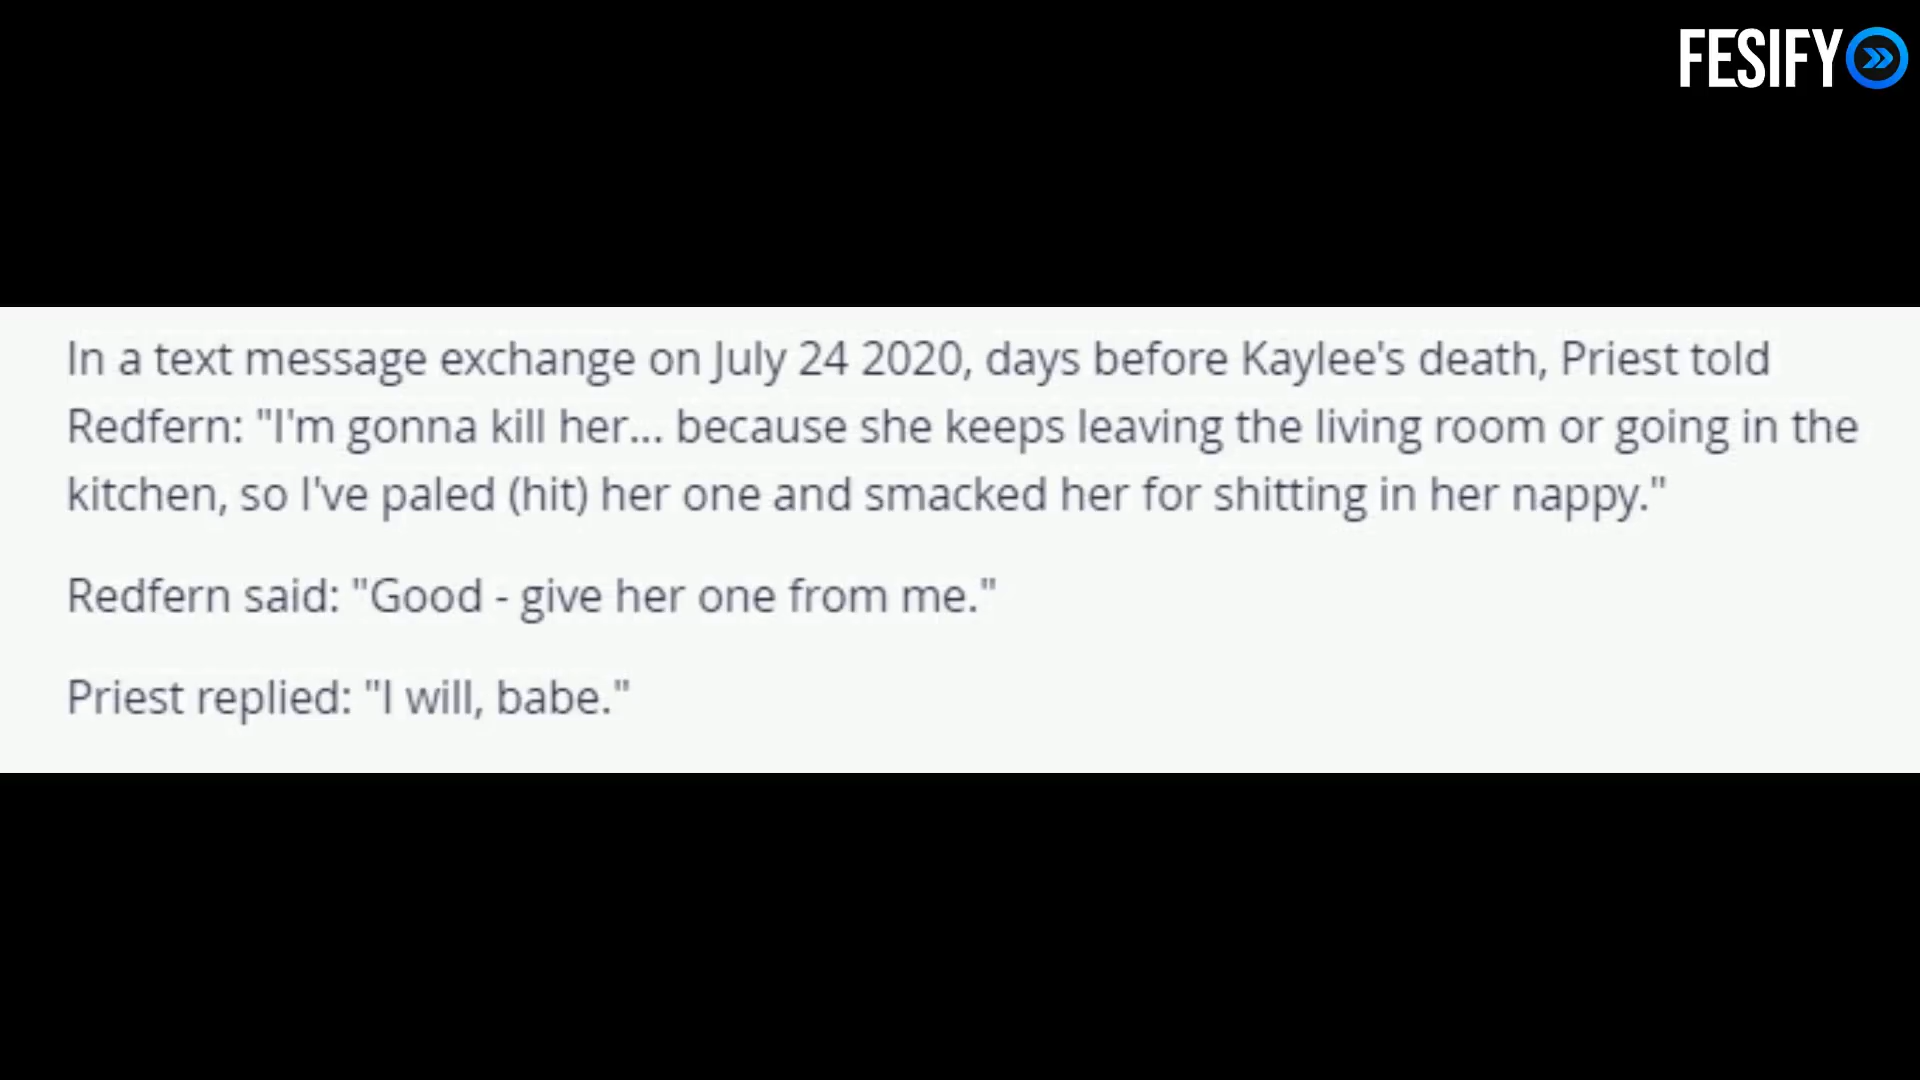 FESIFY
In a text message exchange on July 24 2020, days before Kaylee's death, Priest told
Redfern: "I'm gonna kill her... because she keeps leaving the living room or going in the
kitchen, so I've paled (hit) her one and smacked her for shitting in her nappy."
Redfern said: "Good - give her one from me."
Priest replied: "I will, babe."